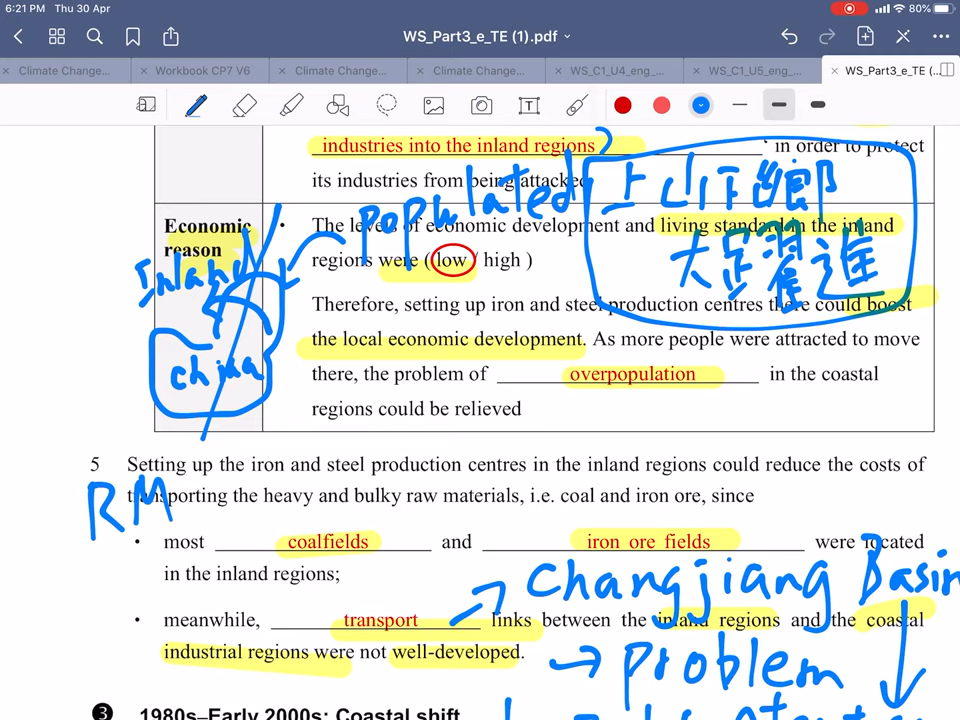 6:21 PM Thu 30 Apr
80%
WS_Part3_e_TE (1).pdf
Climate Change...
Workbook CP7 V6
Climate Change...
Climate Change...
WS_C1_U4_eng_...
WS_C1_U5_eng_...
WS_Part3_e_TE (...
industries into the inland regions in order to protect
its industries from being attacked
populated
上山下鄉
大躍進
Economic reason
• The levels of economic development and living standard in the inland
regions were ( low / high )
Inland
china
Therefore, setting up iron and steel production centres there could boost
the local economic development. As more people were attracted to move
there, the problem of overpopulation in the coastal
regions could be relieved
5 Setting up the iron and steel production centres in the inland regions could reduce the costs of
transporting the heavy and bulky raw materials, i.e. coal and iron ore, since
RM
• most coalfields and iron ore fields were located
in the inland regions;
Changjiang Basin
• meanwhile, transport links between the inland regions and the coastal
industrial regions were not well-developed.
problem
3 1980s–Early 2000s: Coastal shift